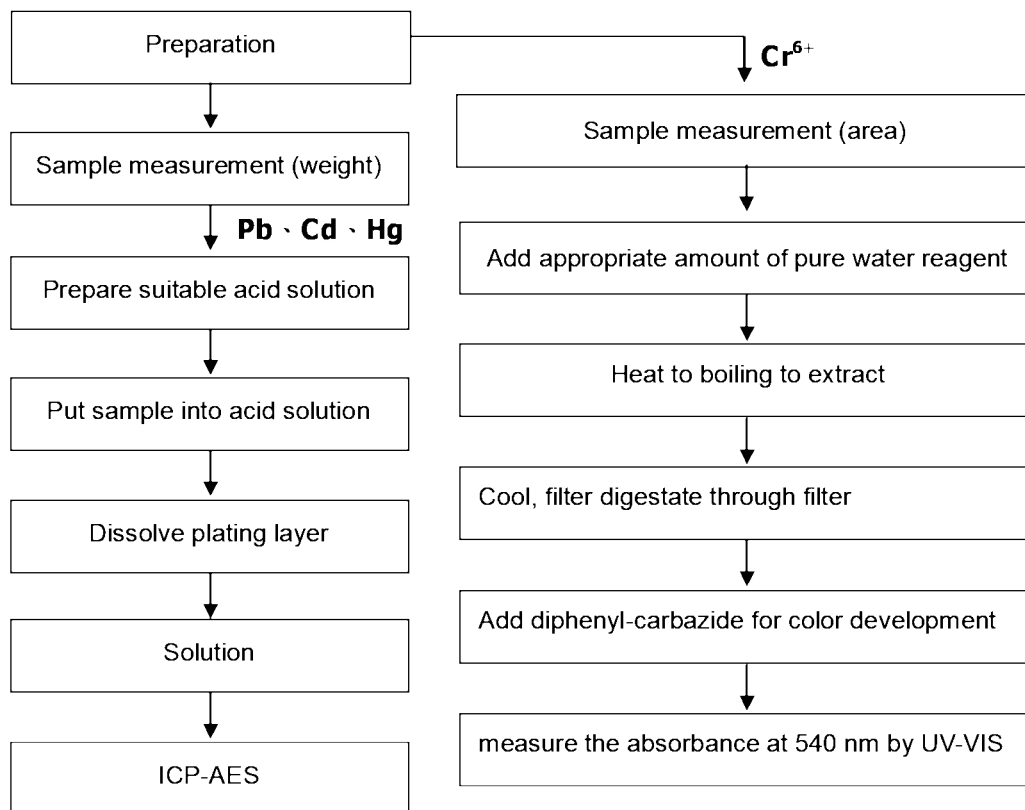 Preparation
Sample measurement (weight)
Pb、Cd、Hg
Prepare suitable acid solution
Put sample into acid solution
Dissolve plating layer
Solution
ICP-AES
Cr⁶⁺
Sample measurement (area)
Add appropriate amount of pure water reagent
Heat to boiling to extract
Cool, filter digestate through filter
Add diphenyl-carbazide for color development
measure the absorbance at 540 nm by UV-VIS